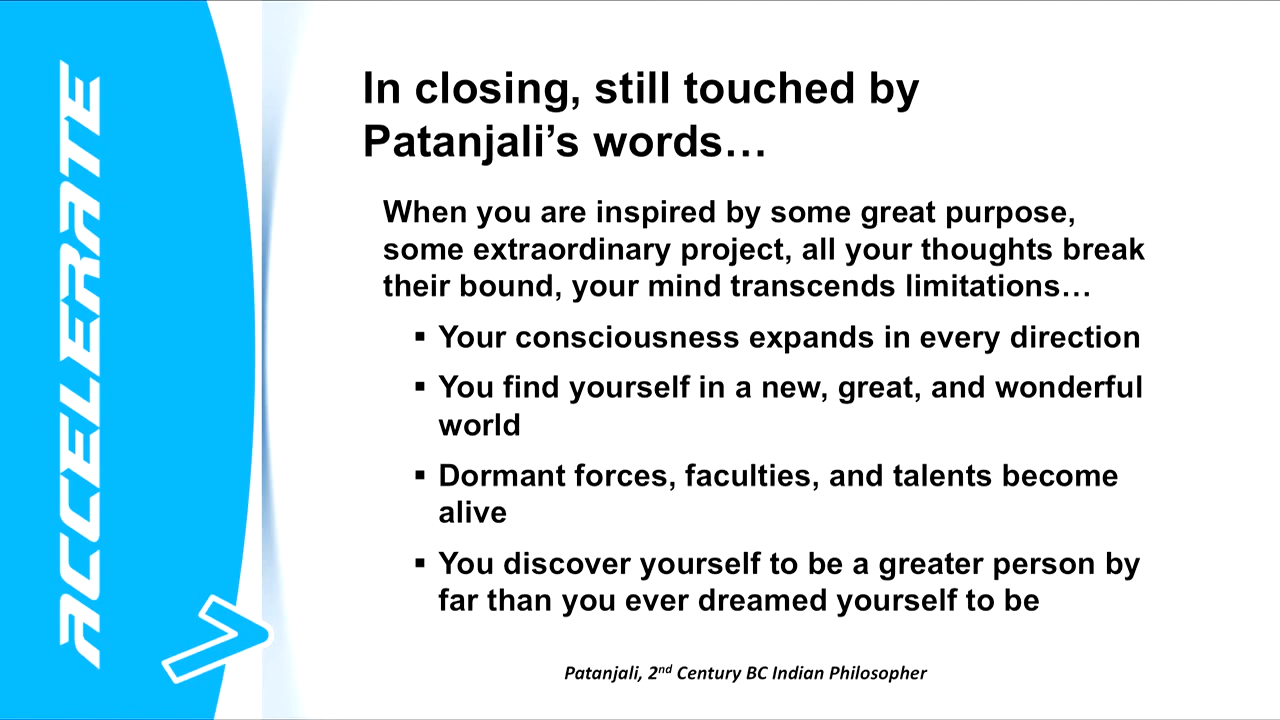 ACCELERATE
In closing, still touched by
Patanjali’s words…
When you are inspired by some great purpose,
some extraordinary project, all your thoughts break
their bound, your mind transcends limitations…
▪ Your consciousness expands in every direction
▪ You find yourself in a new, great, and wonderful
world
▪ Dormant forces, faculties, and talents become
alive
▪ You discover yourself to be a greater person by
far than you ever dreamed yourself to be
Patanjali, 2nd Century BC Indian Philosopher